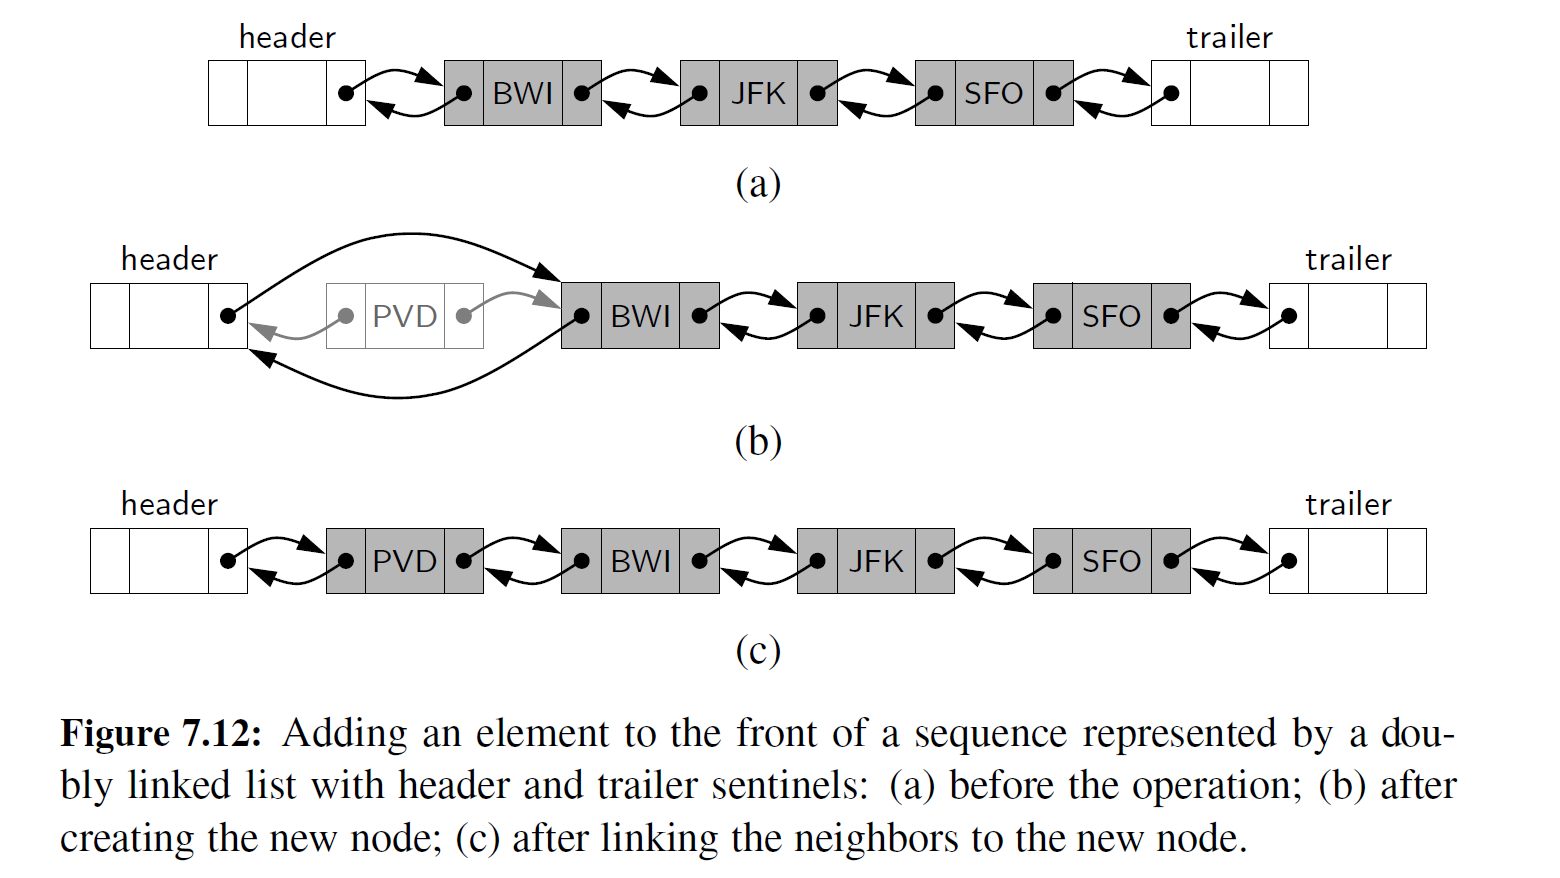 header trailer
BWI JFK SFO
(a)
header trailer
PVD BWI JFK SFO
(b)
header trailer
PVD BWI JFK SFO
(c)
Figure 7.12: Adding an element to the front of a sequence represented by a dou-
bly linked list with header and trailer sentinels: (a) before the operation; (b) after
creating the new node; (c) after linking the neighbors to the new node.